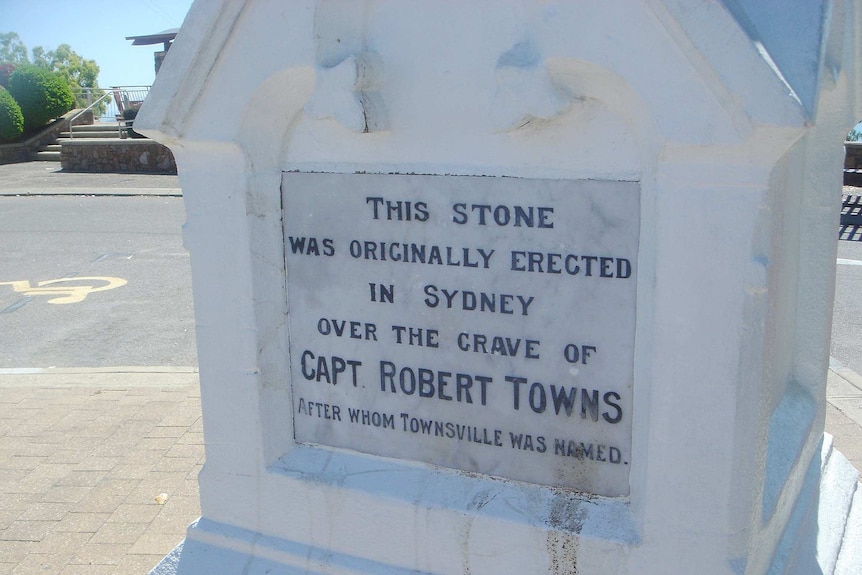 THIS STONE
WAS ORIGINALLY ERECTED
IN SYDNEY
OVER THE GRAVE OF
CAPT. ROBERT TOWNS
AFTER WHOM TOWNSVILLE WAS NAMED.